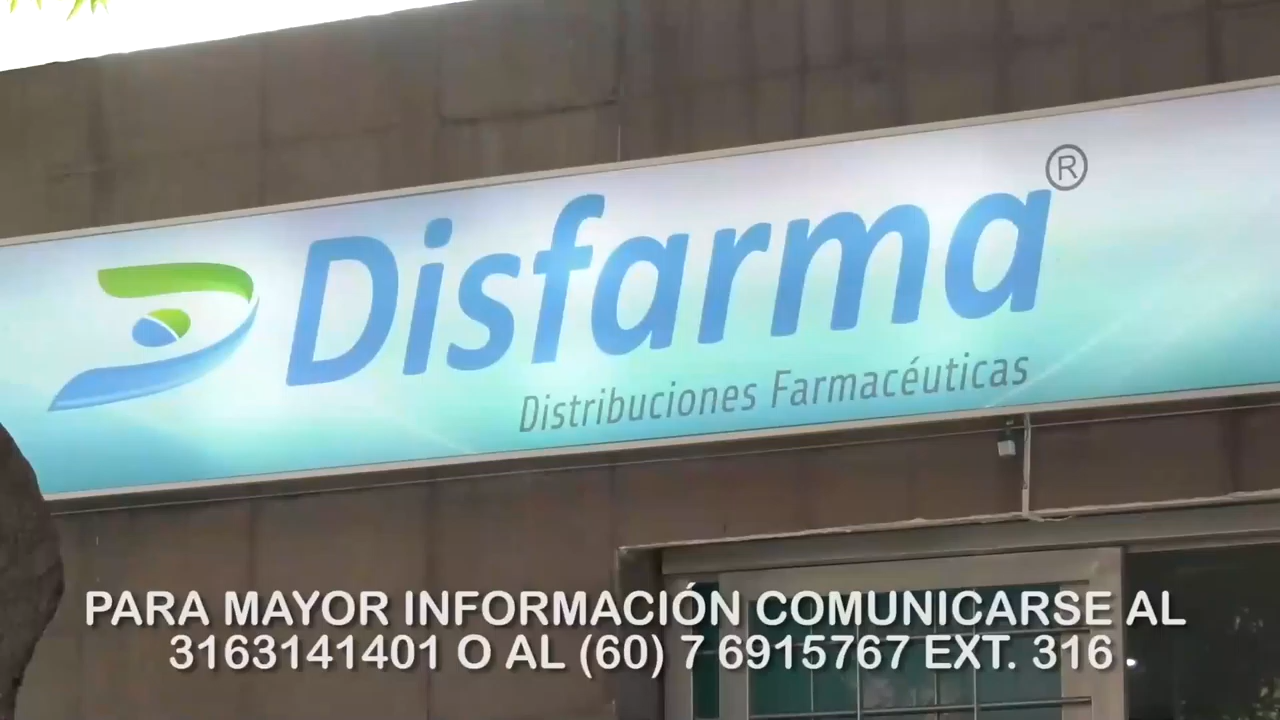 Disfarma®
Distribuciones Farmacéuticas
PARA MAYOR INFORMACIÓN COMUNICARSE AL
3163141401 O AL (60) 7 6915767 EXT. 316 .